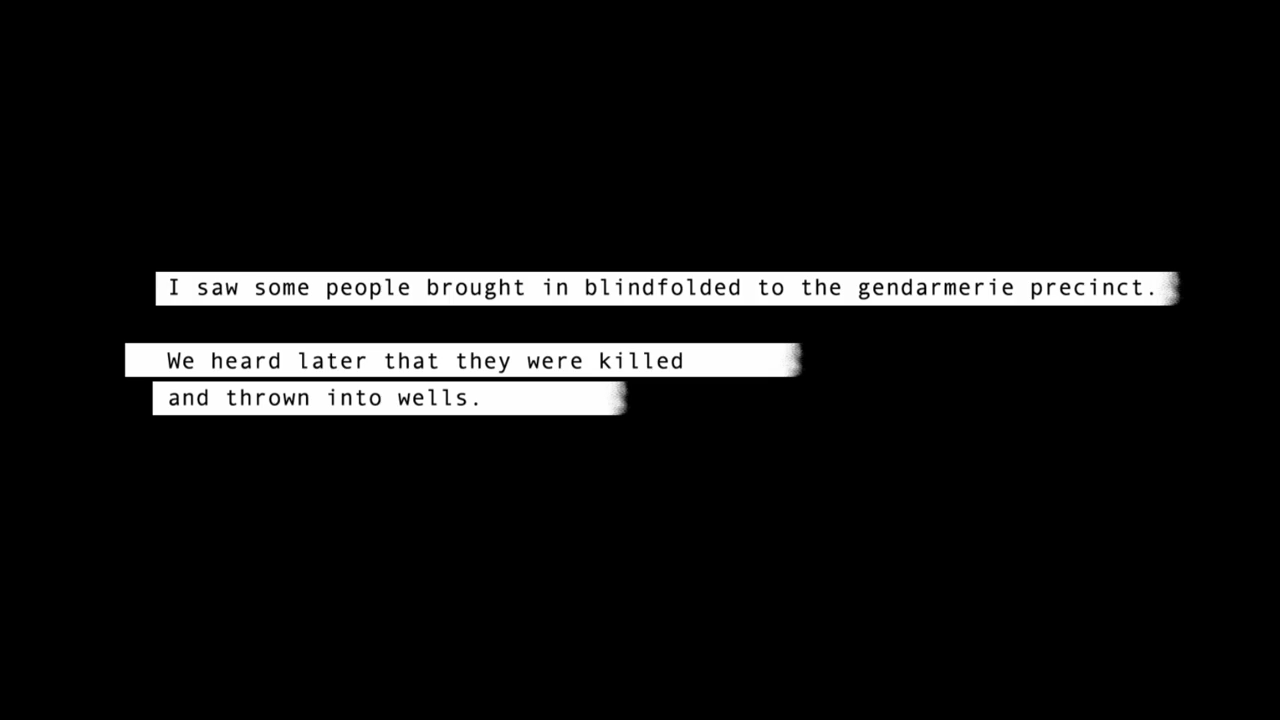 I saw some people brought in blindfolded to the gendarmerie precinct.
We heard later that they were killed
and thrown into wells.